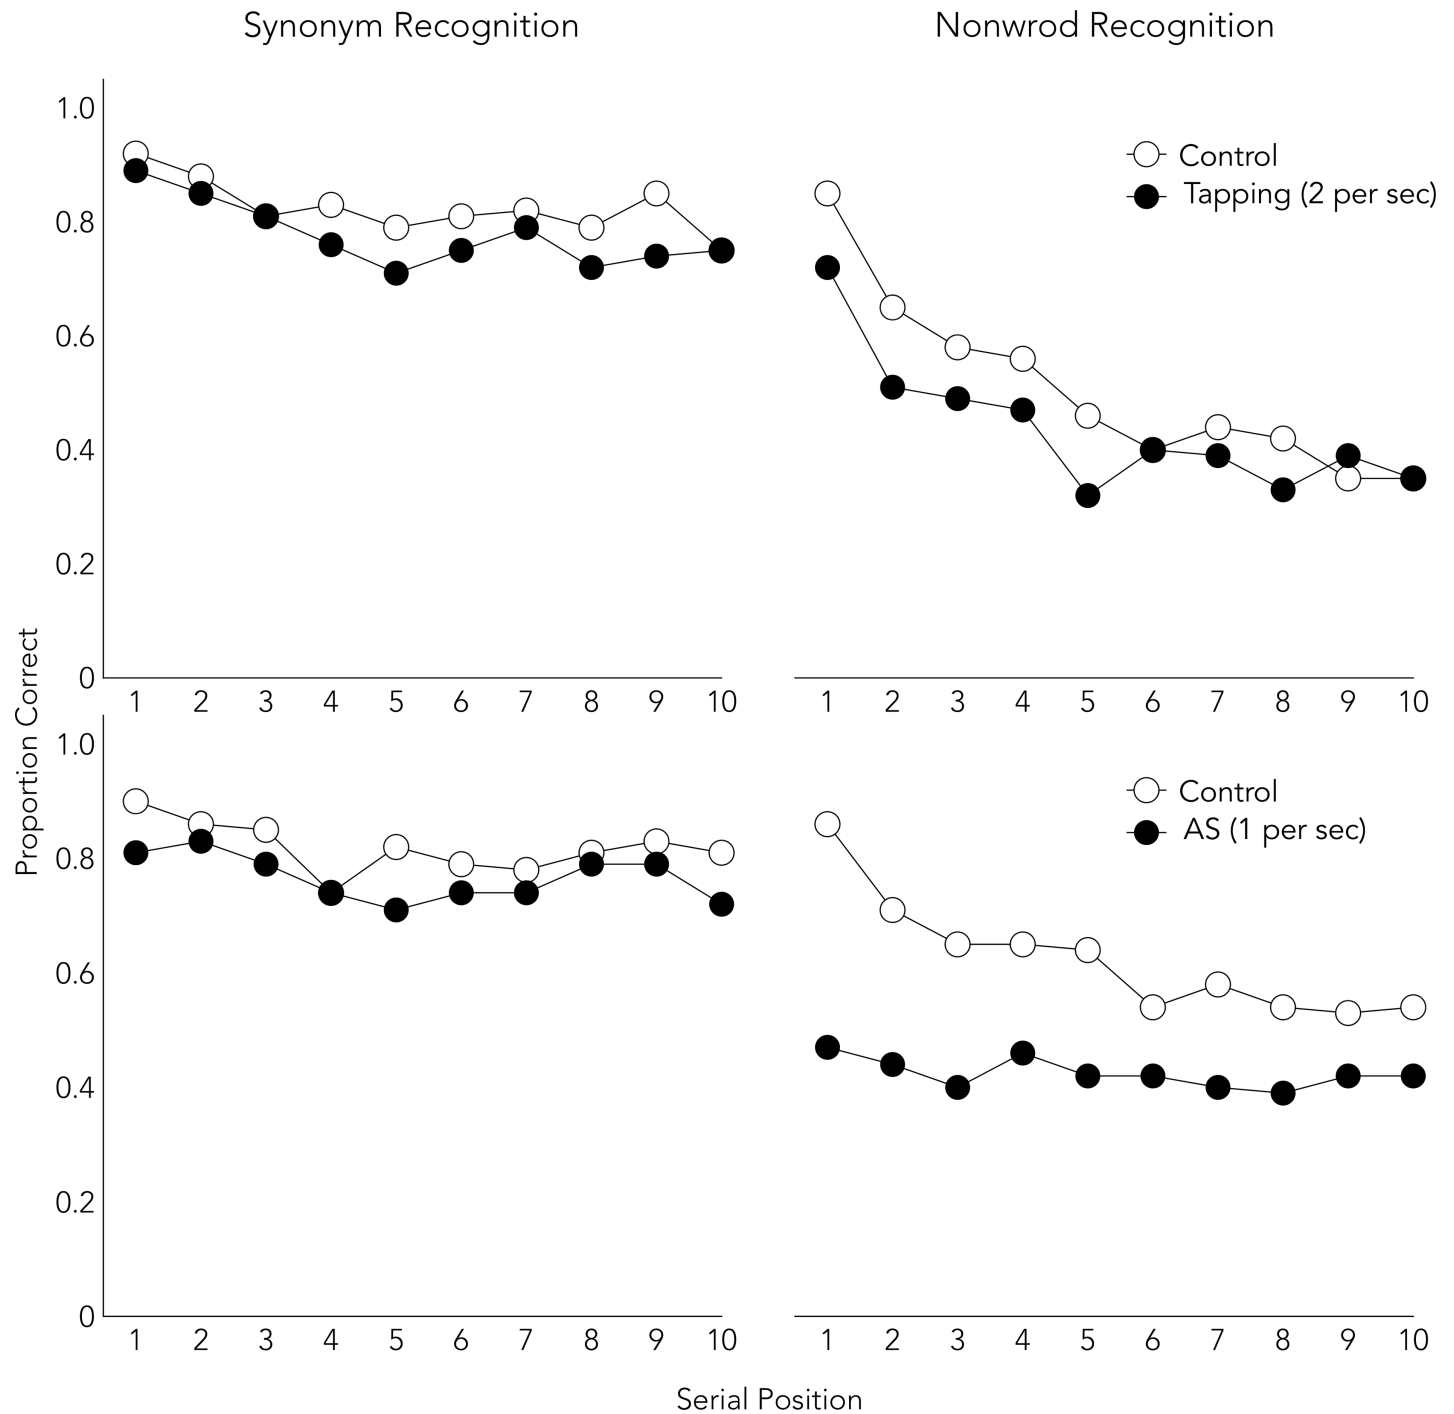 Synonym Recognition
Nonwrod Recognition
1.0
0.8
0.6
0.4
0.2
0
Control
Tapping (2 per sec)
1 2 3 4 5 6 7 8 9 10
1 2 3 4 5 6 7 8 9 10
Proportion Correct
1.0
0.8
0.6
0.4
0.2
0
Control
AS (1 per sec)
1 2 3 4 5 6 7 8 9 10
1 2 3 4 5 6 7 8 9 10
Serial Position